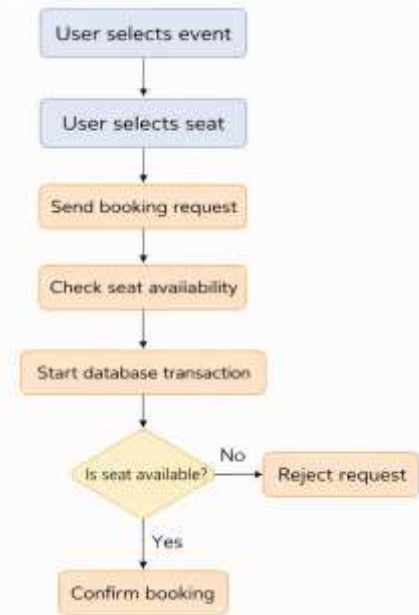 User selects event
User selects seat
Send booking request
Check seat availability
Start database transaction
Is seat available?
No
Reject request
Yes
Confirm booking